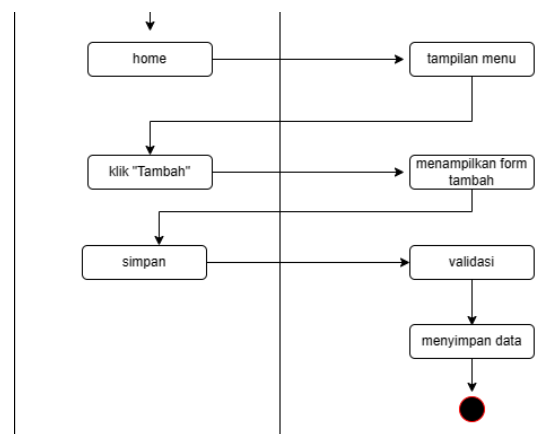 home
tampilan menu
klik "Tambah"
menampilkan form
tambah
simpan
validasi
menyimpan data